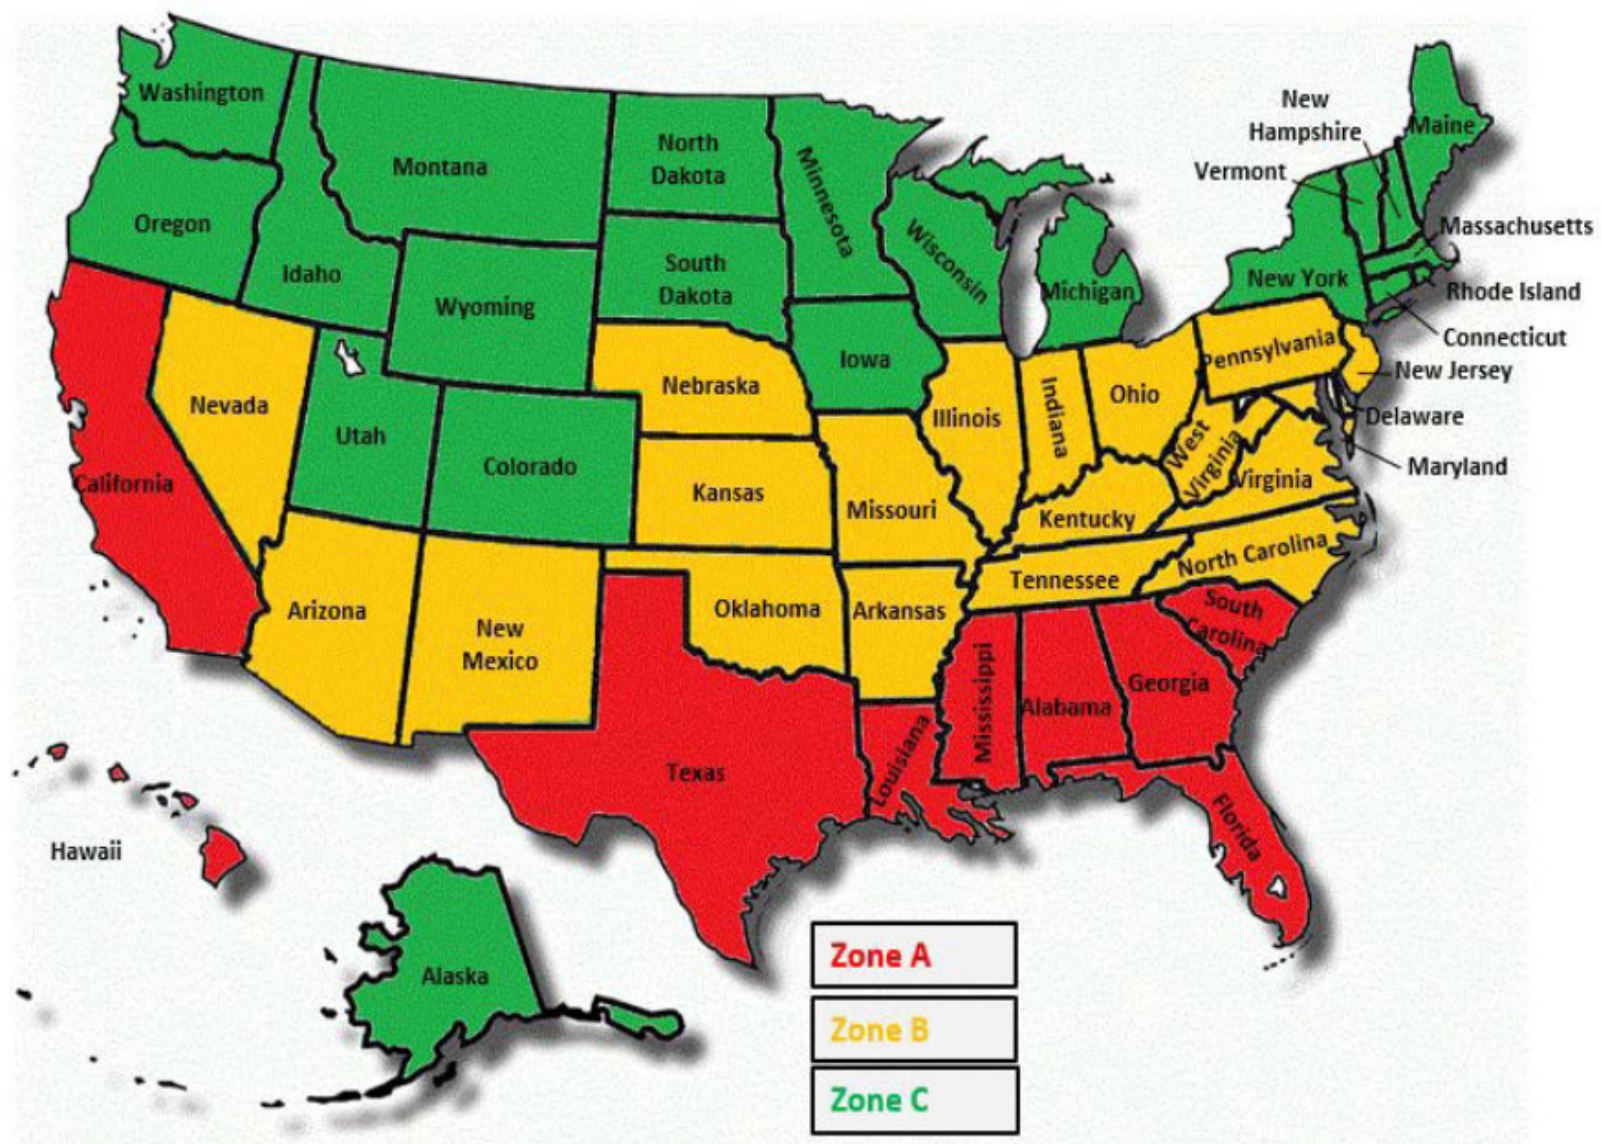 Washington
Montana
North
Dakota
Minnesota
New
Hampshire
Maine
Vermont
Oregon
Idaho
Wyoming
South
Dakota
Wisconsin
Michigan
New York
Massachusetts
Rhode Island
Connecticut
Nevada
Utah
Colorado
Nebraska
Iowa
Illinois
Indiana
Ohio
Pennsylvania
New Jersey
Delaware
Maryland
West
Virginia
Virginia
California
Kansas
Missouri
Kentucky
Arizona
New
Mexico
Oklahoma
Arkansas
Tennessee
North Carolina
South
Carolina
Texas
Louisiana
Mississippi
Alabama
Georgia
Florida
Hawaii
Alaska
Zone A
Zone B
Zone C